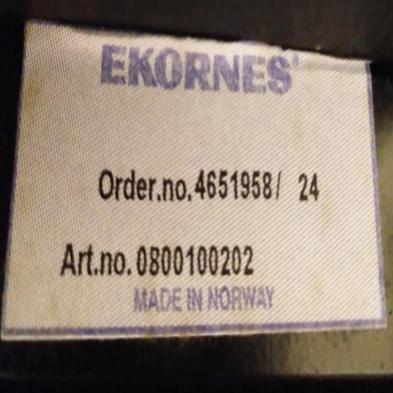 EKORNES'
Order.no. 4651958/ 24
Art.no. 0800100202
MADE IN NORWAY